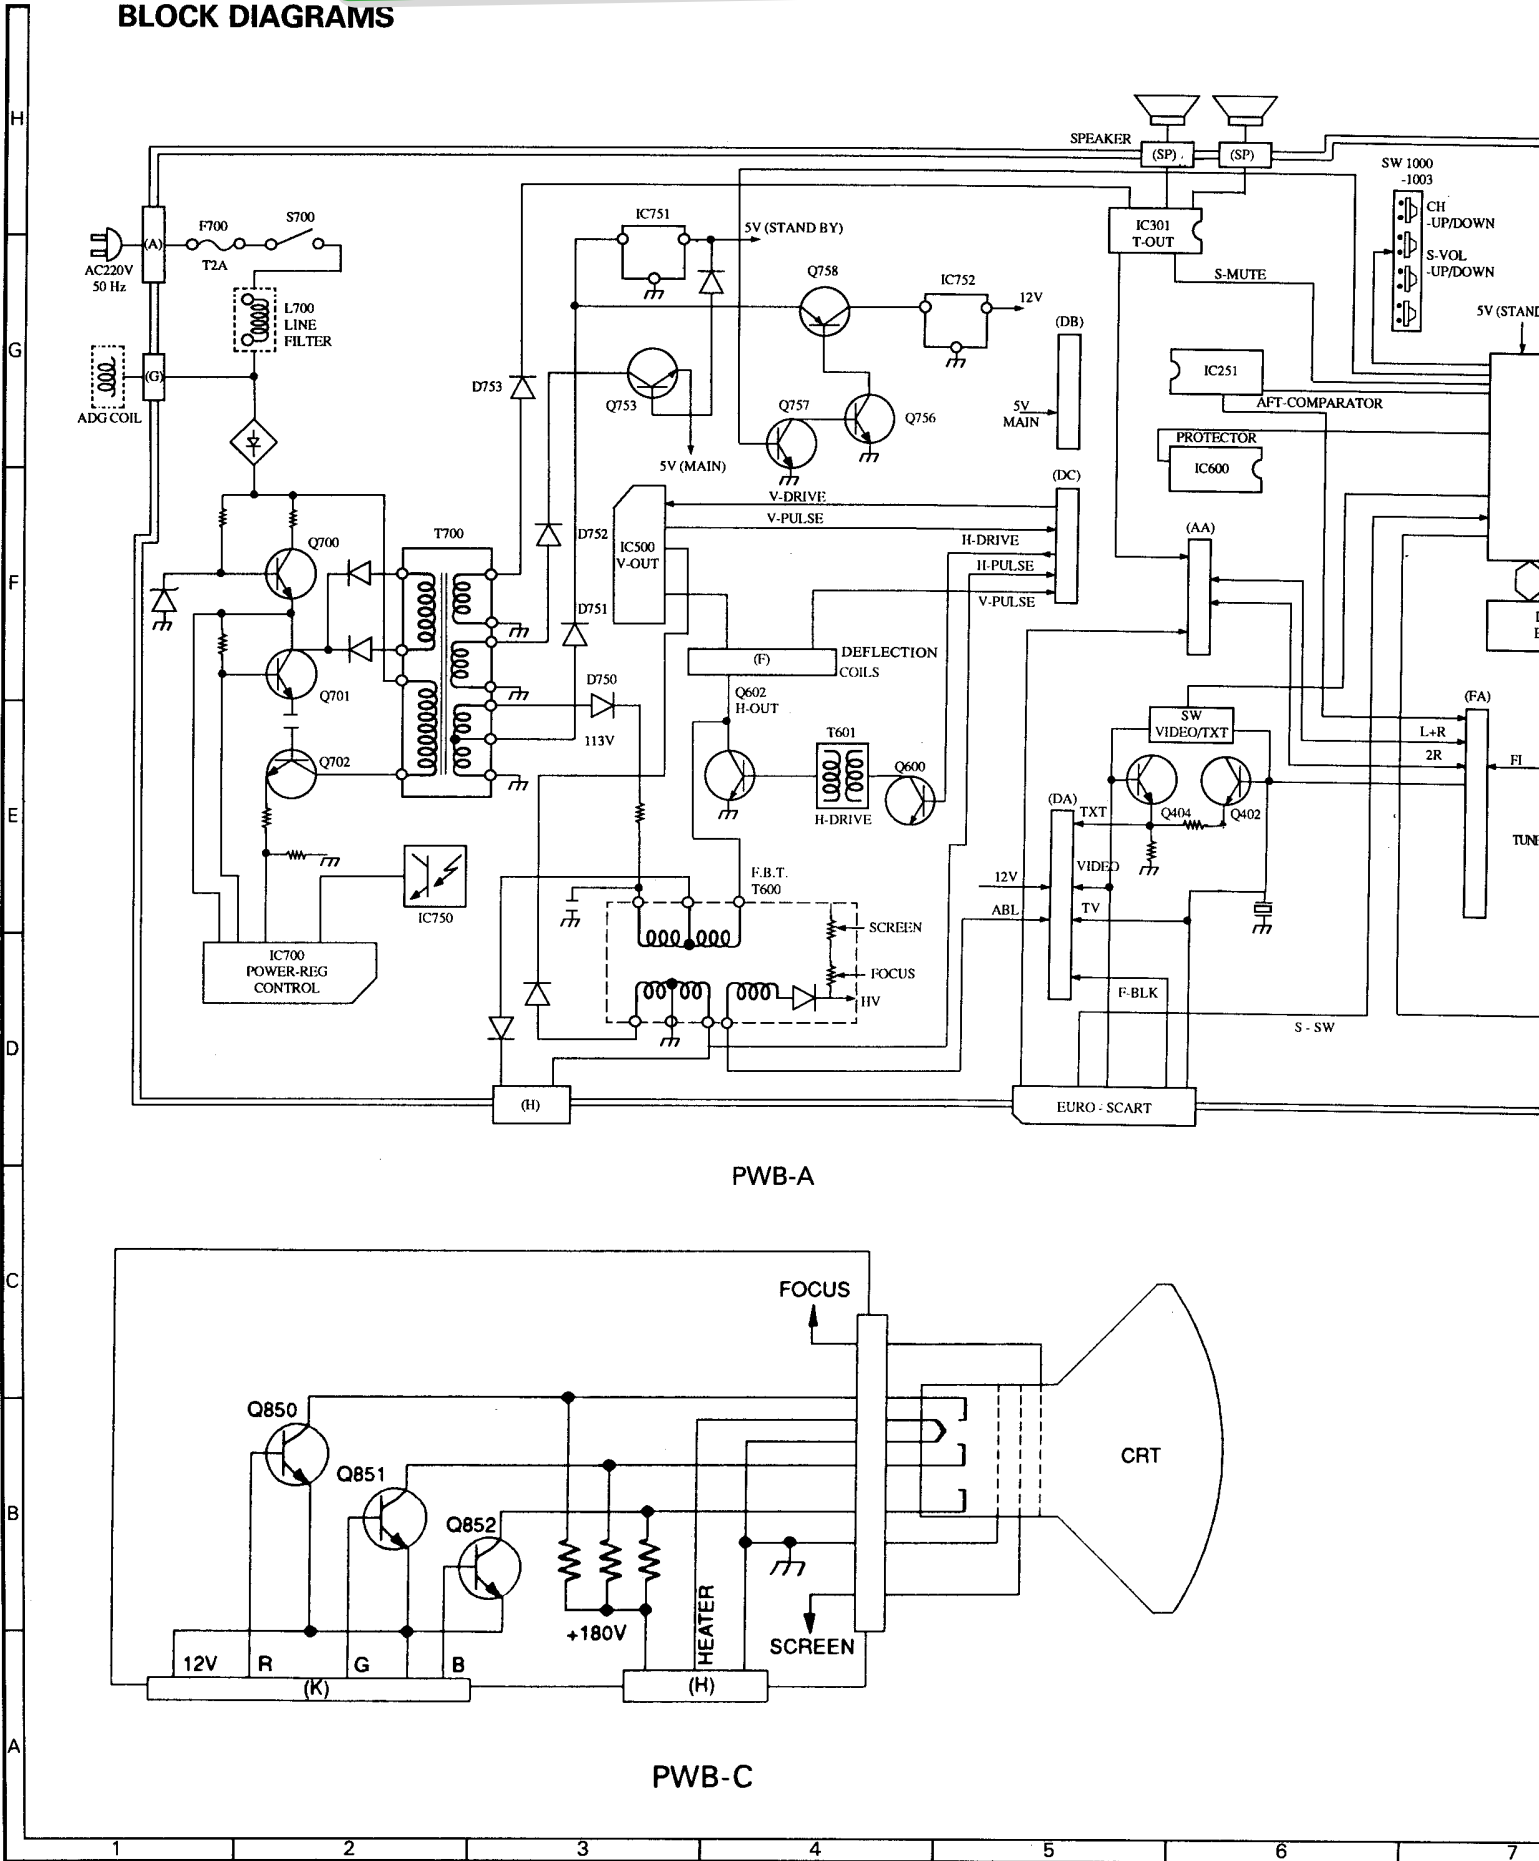 BLOCK DIAGRAMS
H
SPEAKER
(SP)
(SP)
SW 1000
-1003
CH
-UP/DOWN
S-VOL
-UP/DOWN
IC301
T-OUT
S-MUTE
F700
S700
(A)
T2A
AC220V
50 Hz
L700
LINE
FILTER
IC751
5V (STAND BY)
Q758
IC752
12V
(DB)
5V (STAND
G
(G)
ADG COIL
D753
Q753
Q757
Q756
5V
MAIN
IC251
AFT-COMPARATOR
5V (MAIN)
PROTECTOR
IC600
(DC)
V-DRIVE
V-PULSE
H-DRIVE
H-PULSE
V-PULSE
(AA)
Q700
T700
D752
IC500
V-OUT
F
D751
(F)
DEFLECTION
COILS
Q701
D750
113V
Q602
H-OUT
T601
Q600
H-DRIVE
SW
VIDEO/TXT
(FA)
L+R
2R
FI
Q702
E
(DA)
TXT
Q404
Q402
TUNE
VIDEO
12V
ABL
TV
IC750
F.B.T.
T600
SCREEN
FOCUS
HV
IC700
POWER-REG
CONTROL
F-BLK
S - SW
D
(H)
EURO - SCART
PWB-A
C
FOCUS
Q850
Q851
Q852
CRT
B
+180V
HEATER
SCREEN
12V
R
G
B
(K)
(H)
A
PWB-C
1
2
3
4
5
6
7